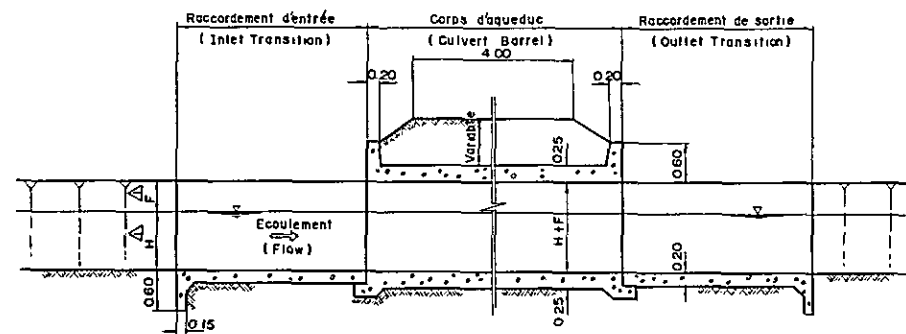 Raccordement d'entrée
Corps d'aqueduc
Raccordement de sortie
( Inlet Transition )
( Culvert Barrel )
( Outlet Transition )
4.00
0.20
0.20
Variable
0.25
0.60
F
H
Ecoulement
(Flow)
H+F
0.20
0.60
0.25
0.15